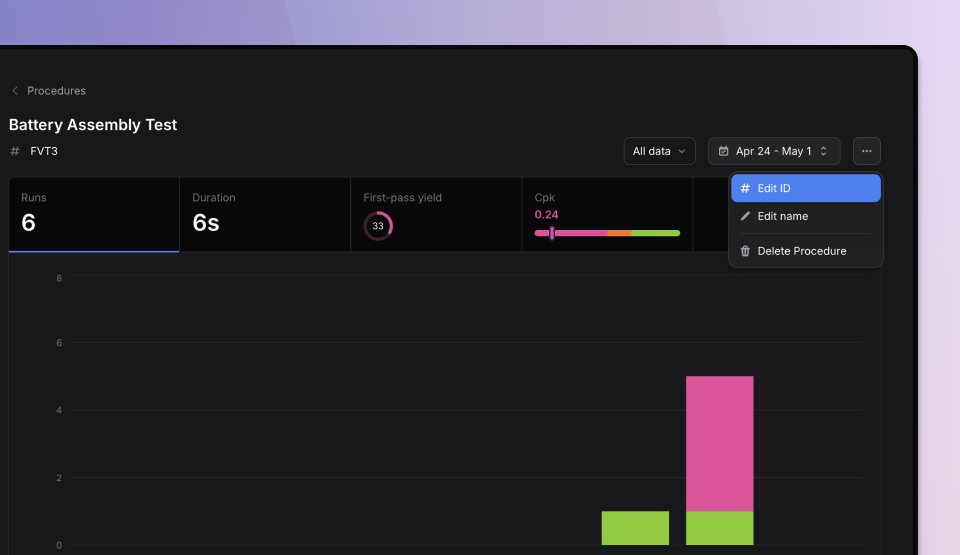 Procedures
Battery Assembly Test
# FVT3
All data
Apr 24 - May 1
...
# Edit ID
Edit name
Delete Procedure
Runs
6
Duration
6s
First-pass yield
33
Cpk
0.24
8
6
4
2
0